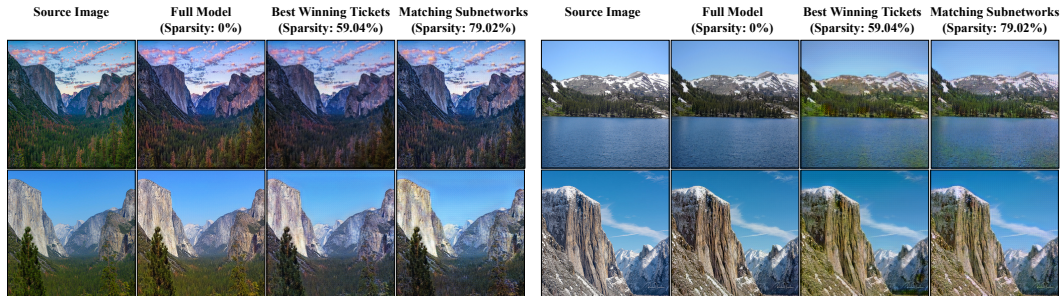 Source Image
Full Model
(Sparsity: 0%)
Best Winning Tickets
(Sparsity: 59.04%)
Matching Subnetworks
(Sparsity: 79.02%)
Source Image
Full Model
(Sparsity: 0%)
Best Winning Tickets
(Sparsity: 59.04%)
Matching Subnetworks
(Sparsity: 79.02%)